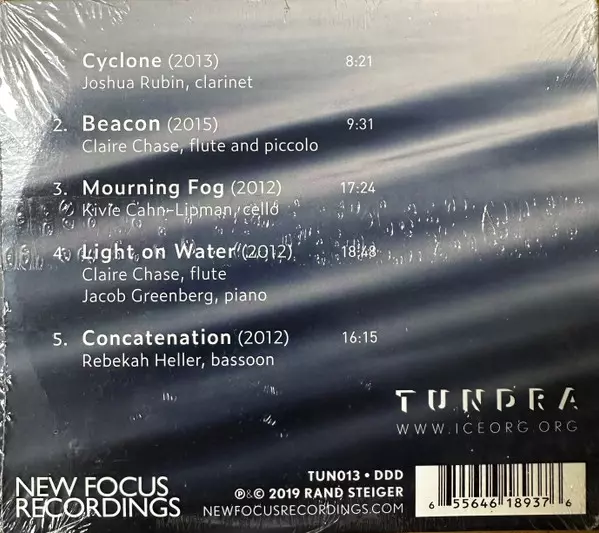 1. Cyclone (2013) 8:21
Joshua Rubin, clarinet
2. Beacon (2015) 9:31
Claire Chase, flute and piccolo
3. Mourning Fog (2012) 17:24
Kivie Cahn-Lipman, cello
4. Light on Water (2012) 18:48
Claire Chase, flute
Jacob Greenberg, piano
5. Concatenation (2012) 16:15
Rebekah Heller, bassoon
TUNDRA
WWW.ICEORG.ORG
NEW FOCUS
RECORDINGS
TUN013 • DDD
℗&© 2019 RAND STEIGER
NEWFOCUSRECORDINGS.COM
6 55646 18937 6